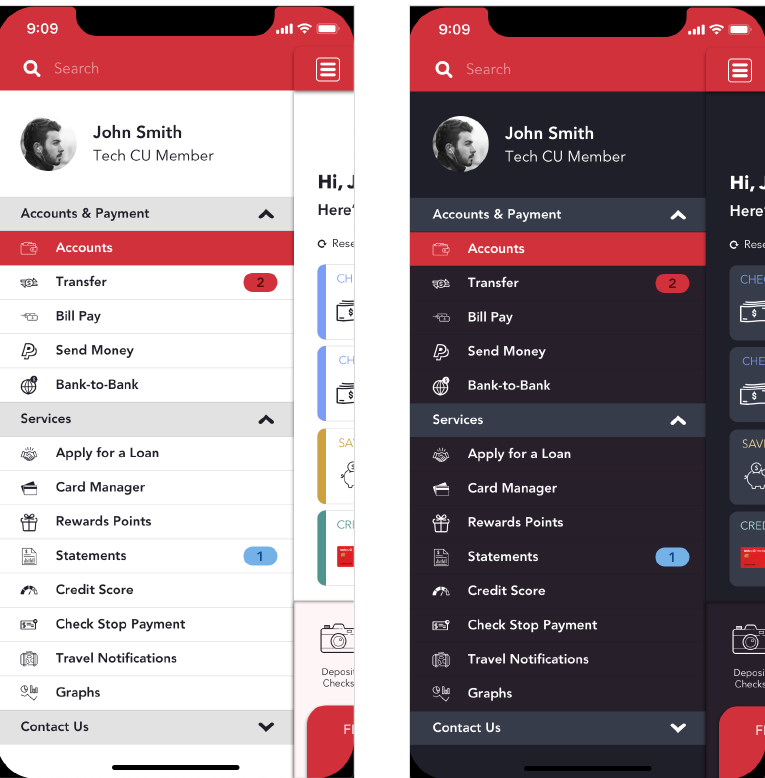 9:09
Search
John Smith
Tech CU Member
Hi, J
Here'
Rese
Accounts & Payment
Accounts
Transfer
2
Bill Pay
Send Money
Bank-to-Bank
Services
Apply for a Loan
Card Manager
Rewards Points
Statements
1
Credit Score
Check Stop Payment
Travel Notifications
Graphs
Contact Us
CH
$
CH
$
SA
CRE
Deposit
Checks
F
9:09
Search
John Smith
Tech CU Member
Hi, J
Here
Rese
Accounts & Payment
Accounts
Transfer
2
Bill Pay
Send Money
Bank-to-Bank
Services
Apply for a Loan
Card Manager
Rewards Points
Statements
1
Credit Score
Check Stop Payment
Travel Notifications
Graphs
Contact Us
CHE
$
CHE
$
SAVI
$
CRED
Deposit
Checks
F